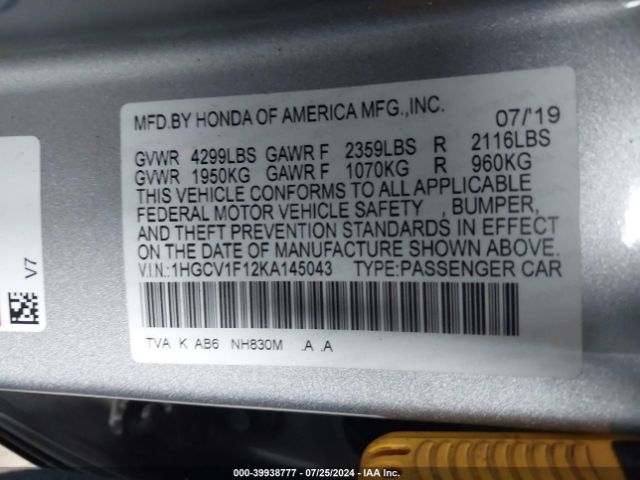 MFD.BY HONDA OF AMERICA MFG.,INC. 07/'19
GVWR 4299LBS GAWR F 2359LBS R 2116LBS
GVWR 1950KG GAWR F 1070KG R 960KG
THIS VEHICLE CONFORMS TO ALL APPLICABLE
FEDERAL MOTOR VEHICLE SAFETY , BUMPER,
AND THEFT PREVENTION STANDARDS IN EFFECT
ON THE DATE OF MANUFACTURE SHOWN ABOVE.
V.I.N.:1HGCV1F12KA145043 TYPE:PASSENGER CAR
TVA K AB6 NH830M .A .A
V7
000-39938777 - 07/25/2024 - IAA Inc.